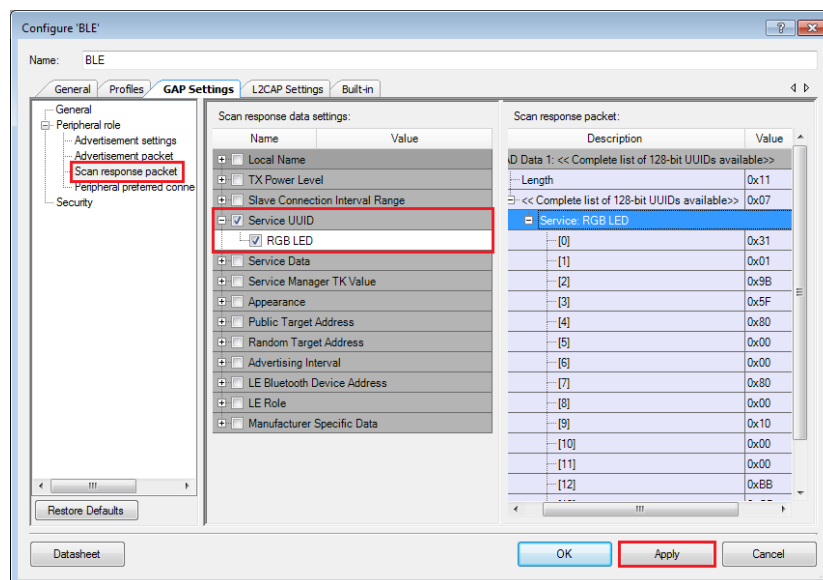 Configure 'BLE'
Name: BLE
General Profiles GAP Settings L2CAP Settings Built-in
General
Peripheral role
Advertisement settings
Advertisement packet
Scan response packet
Peripheral preferred conne
Security
Restore Defaults
Scan response data settings:
Name Value
Local Name
TX Power Level
Slave Connection Interval Range
Service UUID
RGB LED
Service Data
Service Manager TK Value
Appearance
Public Target Address
Random Target Address
Advertising Interval
LE Bluetooth Device Address
LE Role
Manufacturer Specific Data
Scan response packet:
Description Value
D Data 1: << Complete list of 128-bit UUIDs available>>
Length 0x11
<< Complete list of 128-bit UUIDs available>> 0x07
Service: RGB LED
[0] 0x31
[1] 0x01
[2] 0x9B
[3] 0x5F
[4] 0x80
[5] 0x00
[6] 0x00
[7] 0x80
[8] 0x00
[9] 0x10
[10] 0x00
[11] 0x00
[12] 0xBB
Datasheet OK Apply Cancel